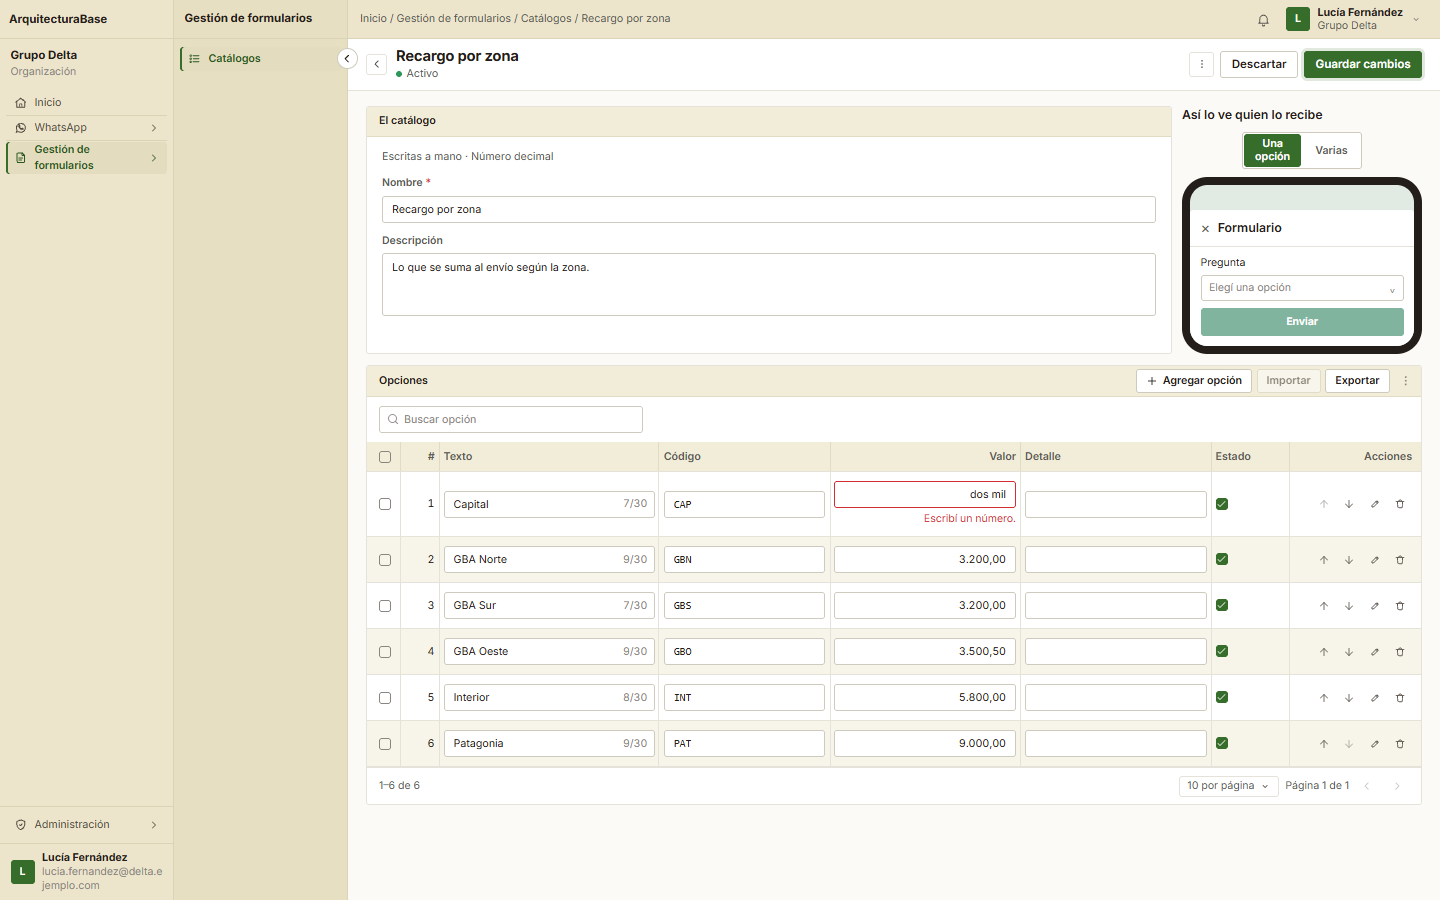 ArquitecturaBase
Grupo Delta
Organización
Inicio
WhatsApp
Gestión de
formularios
Administración
L
Lucía Fernández
lucia.fernandez@delta.e
jemplo.com
Gestión de formularios
Catálogos
Inicio / Gestión de formularios / Catálogos / Recargo por zona
L
Lucía Fernández
Grupo Delta
Recargo por zona
Activo
Descartar
Guardar cambios
El catálogo
Escritas a mano · Número decimal
Nombre *
Recargo por zona
Descripción
Lo que se suma al envío según la zona.
Así lo ve quien lo recibe
Una
opción
Varias
Formulario
Pregunta
Elegí una opción
Enviar
Opciones
Agregar opción
Importar
Exportar
Buscar opción
# Texto Código Valor Detalle Estado Acciones
1 Capital 7/30 CAP dos mil
Escribí un número.
2 GBA Norte 9/30 GBN 3.200,00
3 GBA Sur 7/30 GBS 3.200,00
4 GBA Oeste 9/30 GBO 3.500,50
5 Interior 8/30 INT 5.800,00
6 Patagonia 9/30 PAT 9.000,00
1–6 de 6
10 por página
Página 1 de 1